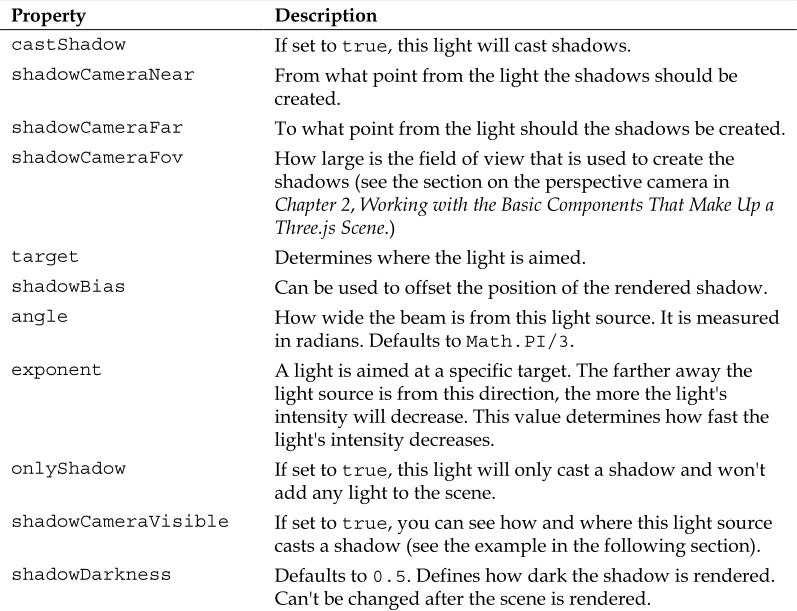 Property Description
castShadow If set to true, this light will cast shadows.
shadowCameraNear From what point from the light the shadows should be
created.
shadowCameraFar To what point from the light should the shadows be created.
shadowCameraFov How large is the field of view that is used to create the
shadows (see the section on the perspective camera in
Chapter 2, Working with the Basic Components That Make Up a
Three.js Scene.)
target Determines where the light is aimed.
shadowBias Can be used to offset the position of the rendered shadow.
angle How wide the beam is from this light source. It is measured
in radians. Defaults to Math.PI/3.
exponent A light is aimed at a specific target. The farther away the
light source is from this direction, the more the light's
intensity will decrease. This value determines how fast the
light's intensity decreases.
onlyShadow If set to true, this light will only cast a shadow and won't
add any light to the scene.
shadowCameraVisible If set to true, you can see how and where this light source
casts a shadow (see the example in the following section).
shadowDarkness Defaults to 0.5. Defines how dark the shadow is rendered.
Can't be changed after the scene is rendered.